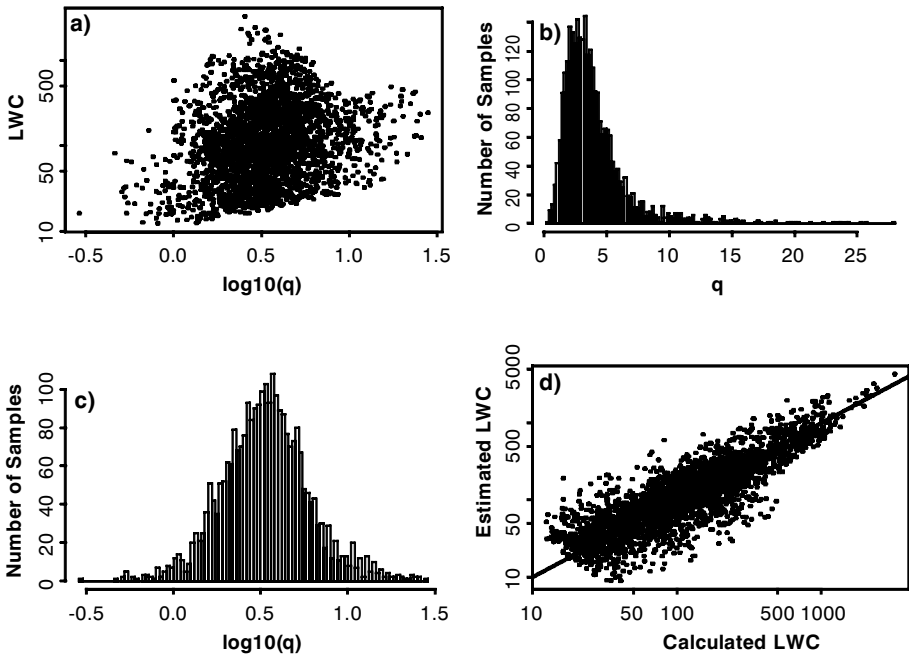 a)
LWC
500
50
10
-0.5 0.0 0.5 1.0 1.5
log10(q)
b)
Number of Samples
120
100
80
60
40
20
0
0 5 10 15 20 25
q
c)
Number of Samples
100
80
60
40
20
0
-0.5 0.0 0.5 1.0 1.5
log10(q)
d)
Estimated LWC
5000
500
50
10
10 50 100 500 1000
Calculated LWC